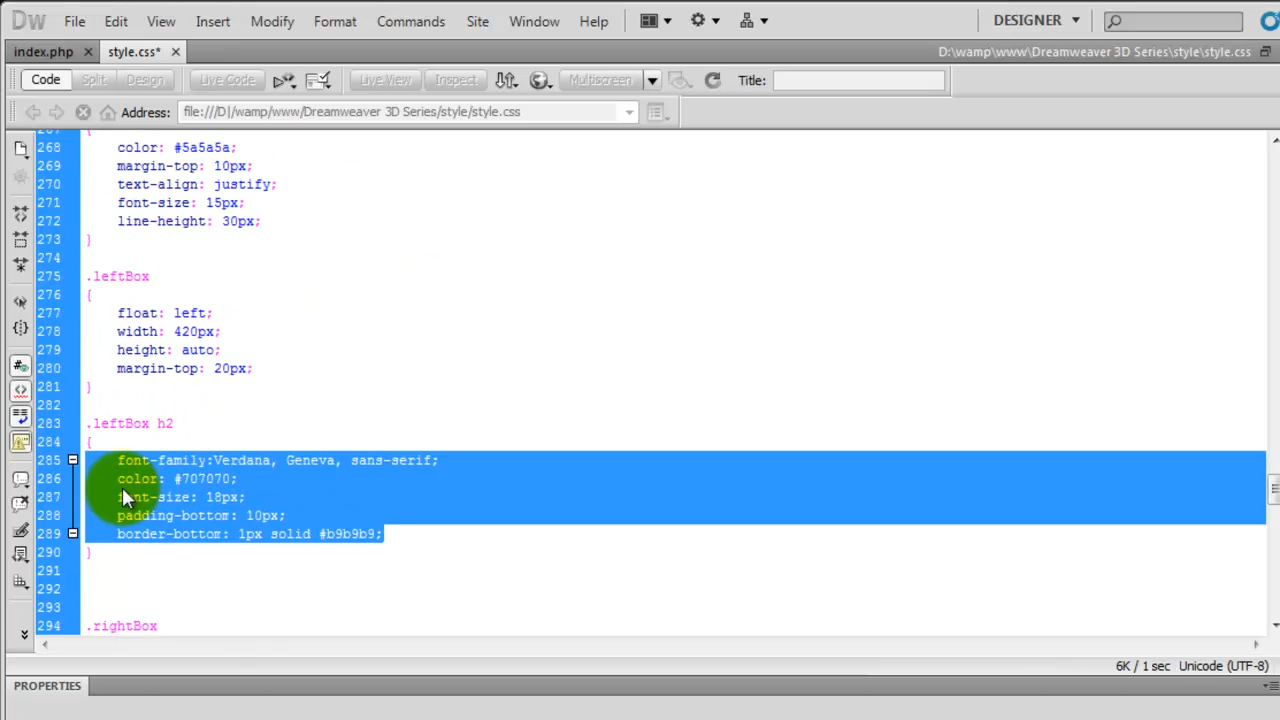 Dw File Edit View Insert Modify Format Commands Site Window Help DESIGNER
index.php style.css* D:\wamp\www\Dreamweaver 3D Series\style\style.css
Code Split Design Live Code Live View Inspect Multiscreen Title:
Address: file:///D|/wamp/www/Dreamweaver 3D Series/style/style.css
267 {
268 color: #5a5a5a;
269 margin-top: 10px;
270 text-align: justify;
271 font-size: 15px;
272 line-height: 30px;
273 }
274
275 .leftBox
276 {
277 float: left;
278 width: 420px;
279 height: auto;
280 margin-top: 20px;
281 }
282
283 .leftBox h2
284 {
285 font-family:Verdana, Geneva, sans-serif;
286 color: #707070;
287 font-size: 18px;
288 padding-bottom: 10px;
289 border-bottom: 1px solid #b9b9b9;
290 }
291
292
293
294 .rightBox
6K / 1 sec Unicode (UTF-8)
PROPERTIES